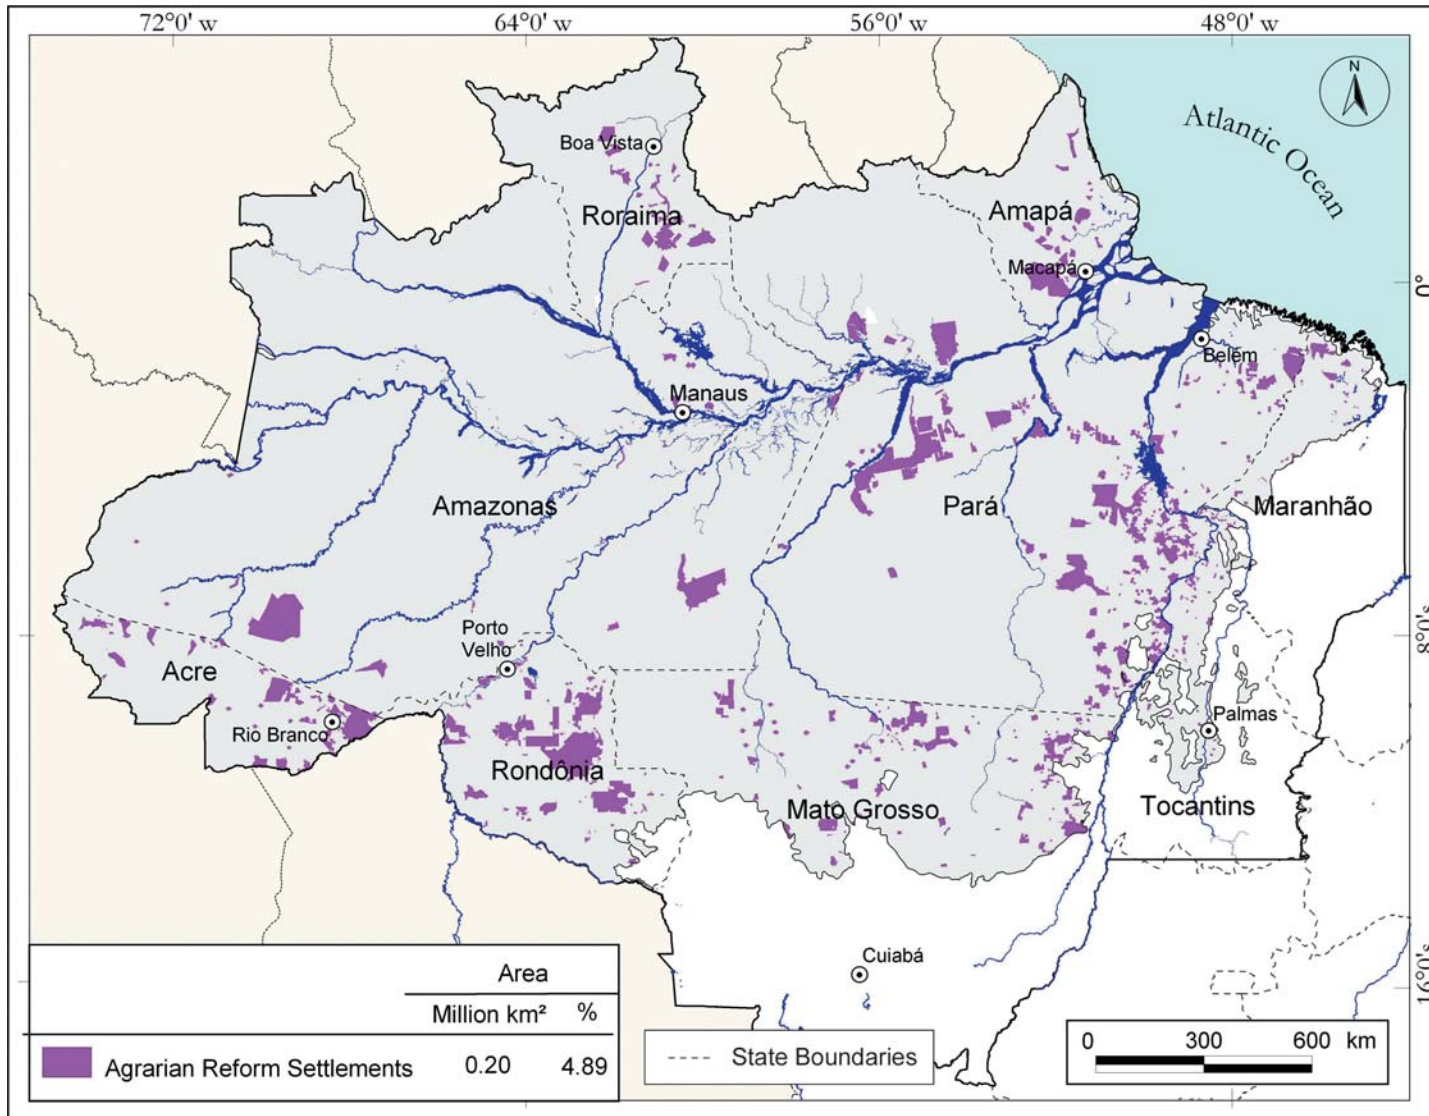 72°0' w
64°0' w
56°0' w
48°0' w
N
Atlantic Ocean
Boa Vista
Roraima
Amapá
Macapá
0°
Belém
Manaus
Amazonas
Pará
Maranhão
Porto
Velho
8°0's
Acre
Rio Branco
Palmas
Rondônia
Mato Grosso
Tocantins
Cuiabá
16°0's
Area
Million km² %
Agrarian Reform Settlements 0.20 4.89
State Boundaries
0 300 600 km